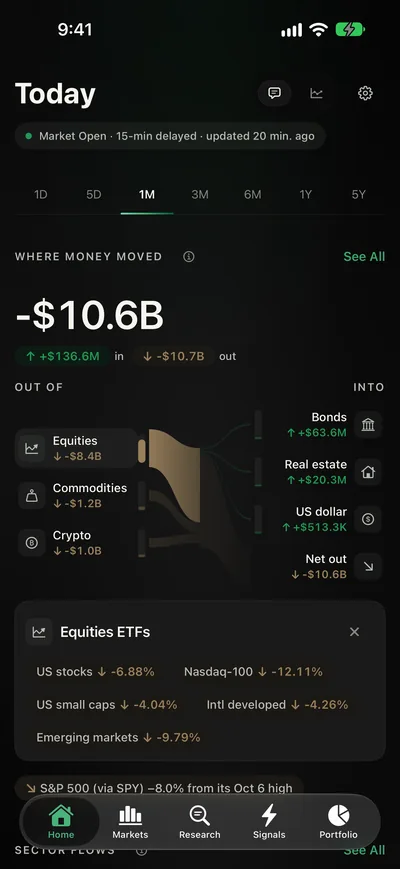 9:41
Today
Market Open · 15-min delayed · updated 20 min. ago
1D 5D 1M 3M 6M 1Y 5Y
WHERE MONEY MOVED See All
-$10.6B
↑ +$136.6M in ↓ -$10.7B out
OUT OF INTO
Equities
↓ -$8.4B
Commodities
↓ -$1.2B
Crypto
↓ -$1.0B
Bonds
↑ +$63.6M
Real estate
↑ +$20.3M
US dollar
↑ +$513.3K
Net out
↓ -$10.6B
Equities ETFs
US stocks ↓ -6.88% Nasdaq-100 ↓ -12.11%
US small caps ↓ -4.04% Intl developed ↓ -4.26%
Emerging markets ↓ -9.79%
↘ S&P 500 (via SPY) −8.0% from its Oct 6 high
Home Markets Research Signals Portfolio
SECTOR FLOWS See All